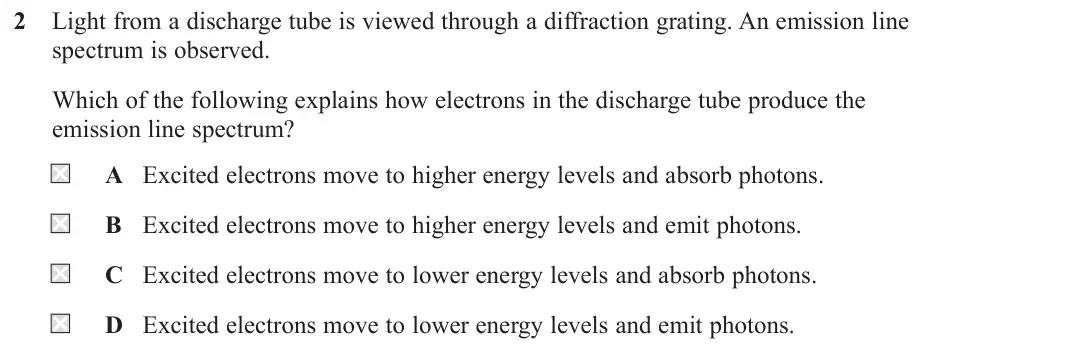 2 Light from a discharge tube is viewed through a diffraction grating. An emission line
spectrum is observed.
Which of the following explains how electrons in the discharge tube produce the
emission line spectrum?
A Excited electrons move to higher energy levels and absorb photons.
B Excited electrons move to higher energy levels and emit photons.
C Excited electrons move to lower energy levels and absorb photons.
D Excited electrons move to lower energy levels and emit photons.